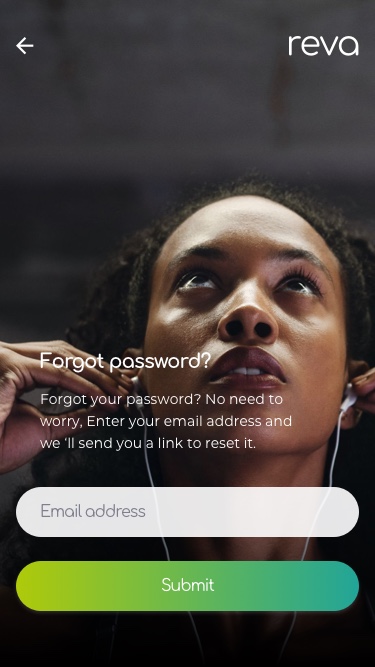 reva
Forgot password?
Forgot your password? No need to
worry, Enter your email address and
we ‘ll send you a link to reset it.
Email address
Submit